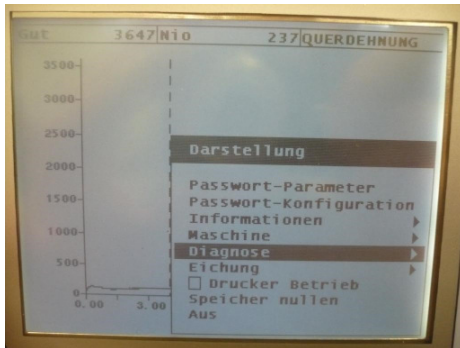 Gut 3647 Nio 237 QUERDEHNUNG
3500
3000
2500
2000
1500
1000
500
0
0.00 3.00
Darstellung
Passwort-Parameter
Passwort-Konfiguration
Informationen
Maschine
Diagnose
Eichung
Drucker Betrieb
Speicher nullen
Aus